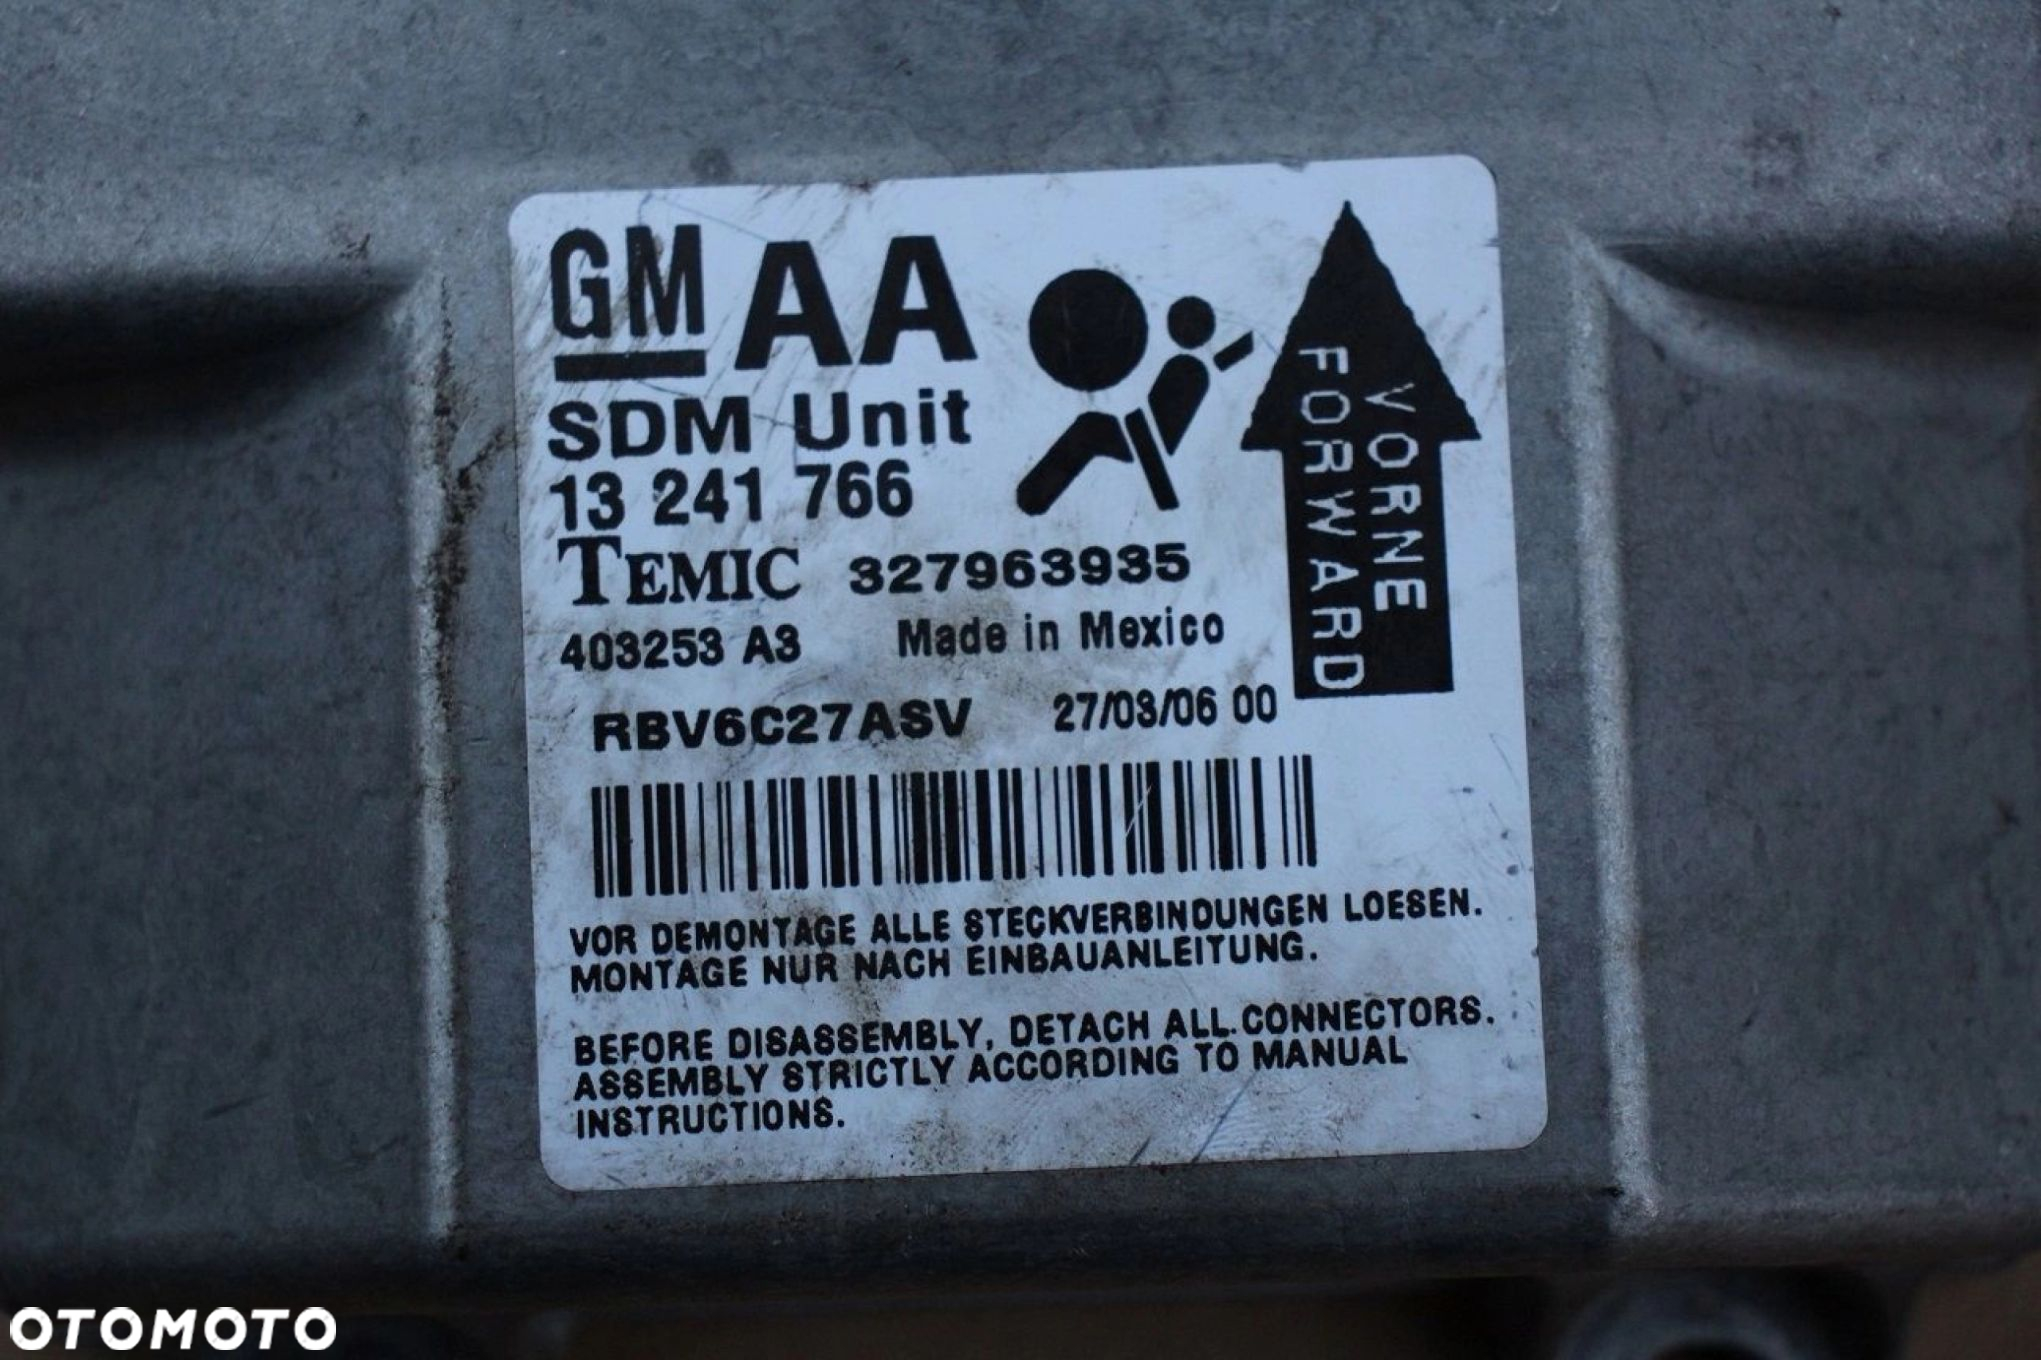 GM AA
SDM Unit
13 241 766
TEMIC 327963935
403253 A3 Made in Mexico
RBV6C27ASV 27/03/06 00
VORNE
FORWARD
VOR DEMONTAGE ALLE STECKVERBINDUNGEN LOESEN.
MONTAGE NUR NACH EINBAUANLEITUNG.
BEFORE DISASSEMBLY, DETACH ALL CONNECTORS.
ASSEMBLY STRICTLY ACCORDING TO MANUAL
INSTRUCTIONS.
OTOMOTO